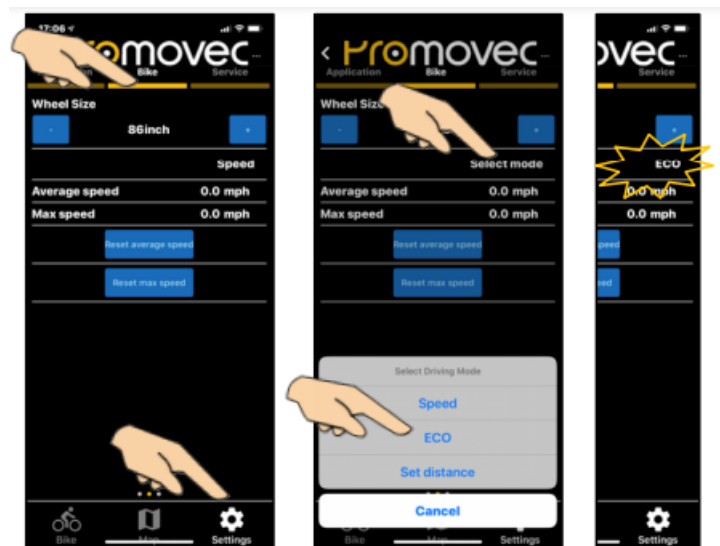 17:06
Promovec
Bike
Service
Wheel Size
-
86inch
+
Speed
Average speed
0.0 mph
Max speed
0.0 mph
Reset average speed
Reset max speed
Bike
Settings
< Promovec
Application
Bike
Service
Wheel Size
-
+
Select mode
Average speed
0.0 mph
Max speed
0.0 mph
Reset average speed
Reset max speed
Select Driving Mode
Speed
ECO
Set distance
Cancel
Bike
Map
Settings
ovec
Service
+
ECO
0.0 mph
0.0 mph
peed
eed
Settings